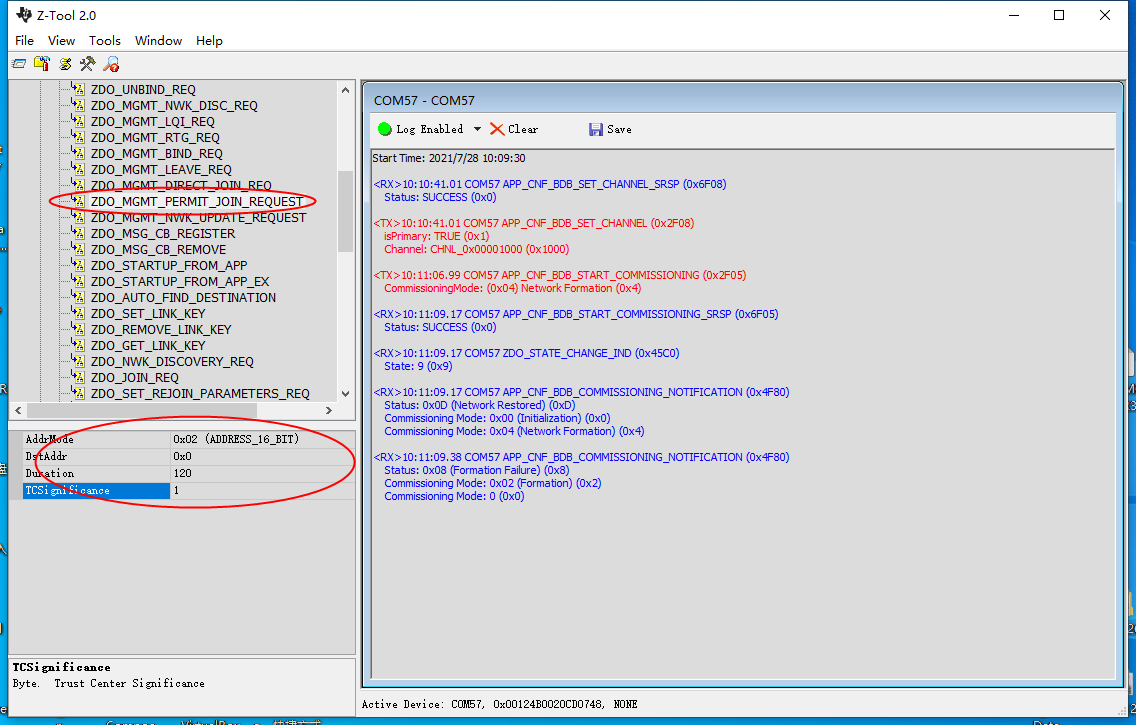 Z-Tool 2.0
File View Tools Window Help
ZDO_UNBIND_REQ
ZDO_MGMT_NWK_DISC_REQ
ZDO_MGMT_LQI_REQ
ZDO_MGMT_RTG_REQ
ZDO_MGMT_BIND_REQ
ZDO_MGMT_LEAVE_REQ
ZDO_MGMT_DIRECT_JOIN_REQ
ZDO_MGMT_PERMIT_JOIN_REQUEST
ZDO_MGMT_NWK_UPDATE_REQUEST
ZDO_MSG_CB_REGISTER
ZDO_MSG_CB_REMOVE
ZDO_STARTUP_FROM_APP
ZDO_STARTUP_FROM_APP_EX
ZDO_AUTO_FIND_DESTINATION
ZDO_SET_LINK_KEY
ZDO_REMOVE_LINK_KEY
ZDO_GET_LINK_KEY
ZDO_NWK_DISCOVERY_REQ
ZDO_JOIN_REQ
ZDO_SET_REJOIN_PARAMETERS_REQ
AddrMode 0x02 (ADDRESS_16_BIT)
DstAddr 0x0
Duration 120
TCSignificance 1
TCSignificance
Byte. Trust Center Significance
COM57 - COM57
Log Enabled Clear Save
Start Time: 2021/7/28 10:09:30
<RX>10:10:41.01 COM57 APP_CNF_BDB_SET_CHANNEL_SRSP (0x6F08)
Status: SUCCESS (0x0)
<TX>10:10:41.01 COM57 APP_CNF_BDB_SET_CHANNEL (0x2F08)
isPrimary: TRUE (0x1)
Channel: CHNL_0x00001000 (0x1000)
<TX>10:11:06.99 COM57 APP_CNF_BDB_START_COMMISSIONING (0x2F05)
CommissioningMode: (0x04) Network Formation (0x4)
<RX>10:11:09.17 COM57 APP_CNF_BDB_START_COMMISSIONING_SRSP (0x6F05)
Status: SUCCESS (0x0)
<RX>10:11:09.17 COM57 ZDO_STATE_CHANGE_IND (0x45C0)
State: 9 (0x9)
<RX>10:11:09.17 COM57 APP_CNF_BDB_COMMISSIONING_NOTIFICATION (0x4F80)
Status: 0x0D (Network Restored) (0xD)
Commissioning Mode: 0x00 (Initialization) (0x0)
Commissioning Mode: 0x04 (Network Formation) (0x4)
<RX>10:11:09.38 COM57 APP_CNF_BDB_COMMISSIONING_NOTIFICATION (0x4F80)
Status: 0x08 (Formation Failure) (0x8)
Commissioning Mode: 0x02 (Formation) (0x2)
Commissioning Mode: 0 (0x0)
Active Device: COM57, 0x00124B0020CD0748, NONE